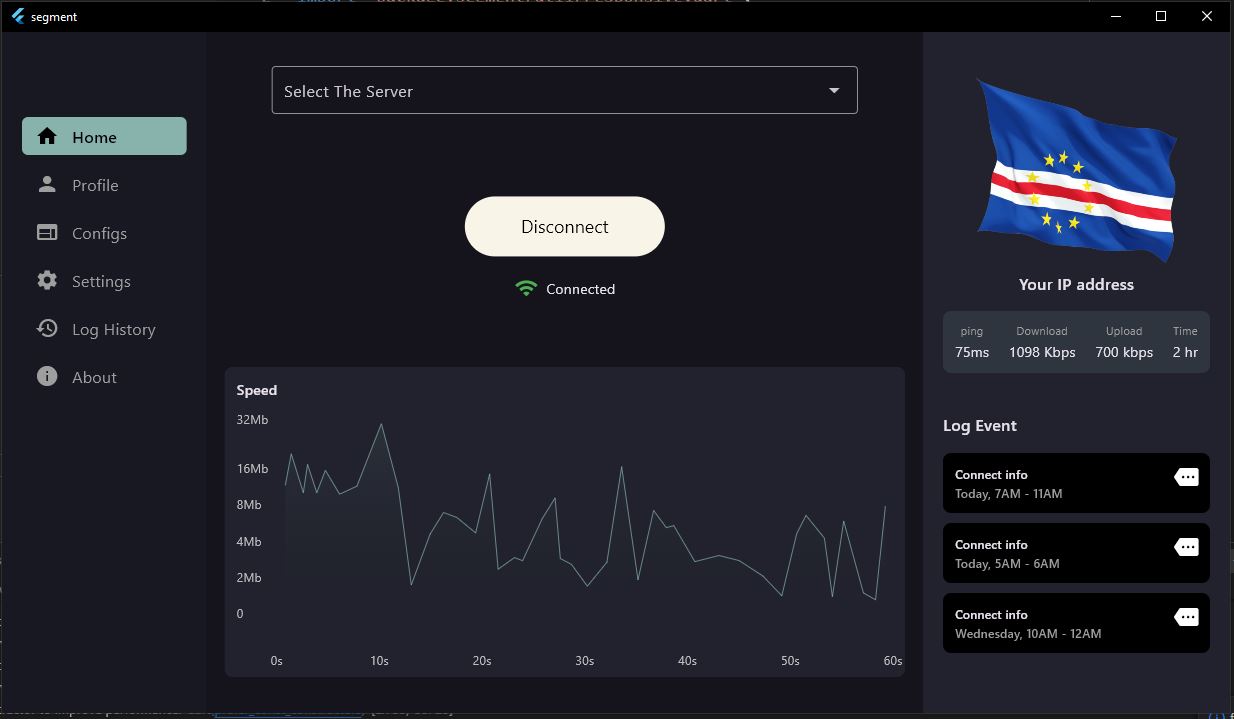 segment
Select The Server
Home
Profile
Configs
Settings
Log History
About
Disconnect
Connected
Speed
32Mb
16Mb
8Mb
4Mb
2Mb
0
0s 10s 20s 30s 40s 50s 60s
Your IP address
ping Download Upload Time
75ms 1098 Kbps 700 kbps 2 hr
Log Event
Connect info
Today, 7AM - 11AM
Connect info
Today, 5AM - 6AM
Connect info
Wednesday, 10AM - 12AM